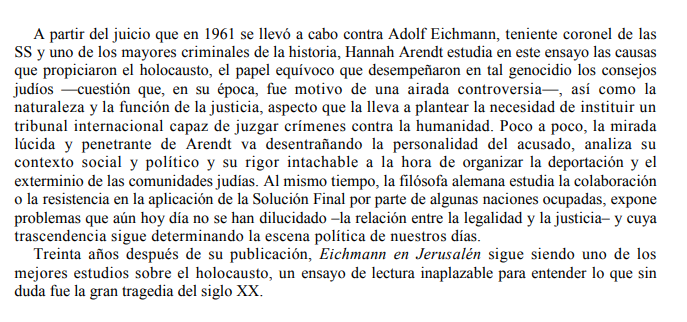 A partir del juicio que en 1961 se llevó a cabo contra Adolf Eichmann, teniente coronel de las
SS y uno de los mayores criminales de la historia, Hannah Arendt estudia en este ensayo las causas
que propiciaron el holocausto, el papel equívoco que desempeñaron en tal genocidio los consejos
judíos —cuestión que, en su época, fue motivo de una airada controversia—, así como la
naturaleza y la función de la justicia, aspecto que la lleva a plantear la necesidad de instituir un
tribunal internacional capaz de juzgar crímenes contra la humanidad. Poco a poco, la mirada
lúcida y penetrante de Arendt va desentrañando la personalidad del acusado, analiza su
contexto social y político y su rigor intachable a la hora de organizar la deportación y el
exterminio de las comunidades judías. Al mismo tiempo, la filósofa alemana estudia la colaboración
o la resistencia en la aplicación de la Solución Final por parte de algunas naciones ocupadas, expone
problemas que aún hoy día no se han dilucidado –la relación entre la legalidad y la justicia– y cuya
trascendencia sigue determinando la escena política de nuestros días.
Treinta años después de su publicación, Eichmann en Jerusalén sigue siendo uno de los
mejores estudios sobre el holocausto, un ensayo de lectura inaplazable para entender lo que sin
duda fue la gran tragedia del siglo XX.